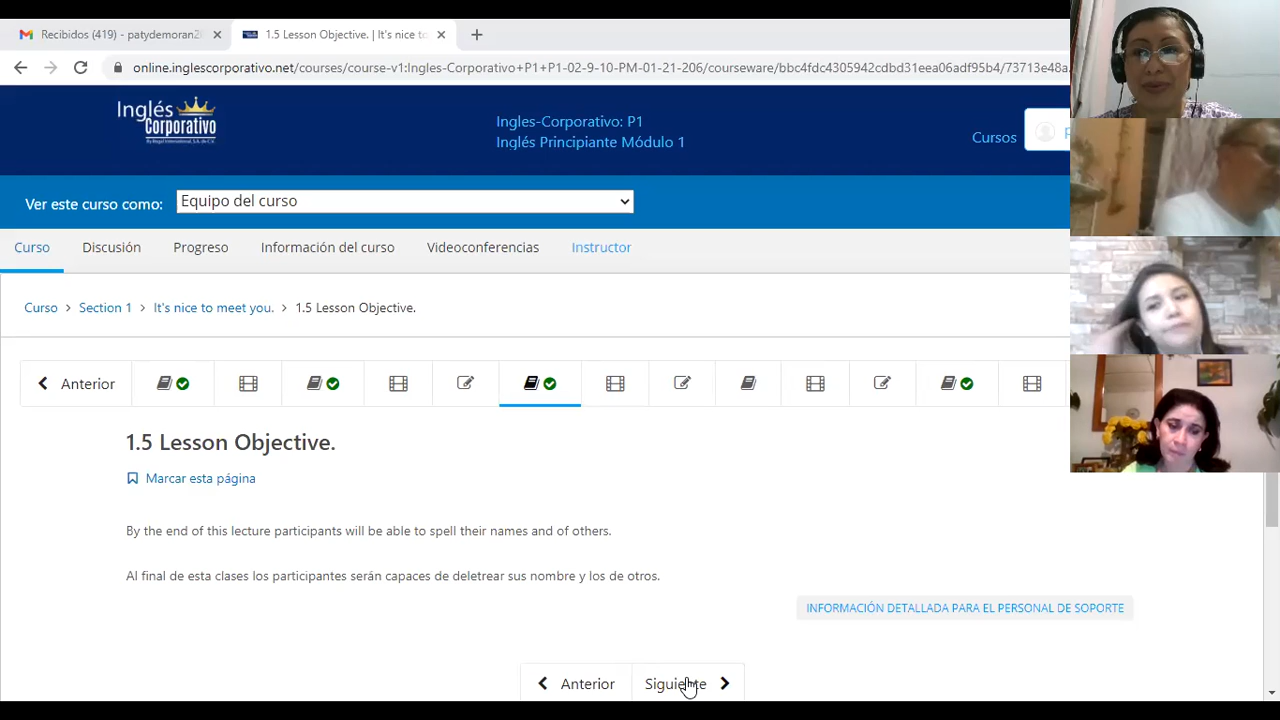 Recibidos (419) - patydemoran2
1.5 Lesson Objective. | It's nice to
online.inglescorporativo.net/courses/course-v1:Ingles-Corporativo+P1+P1-02-9-10-PM-01-21-206/courseware/bbc4fdc4305942cdbd31eea06adf95b4/73713e48a
Inglés
Corporativo
Ingles-Corporativo: P1
Inglés Principiante Módulo 1
Cursos
Ver este curso como:
Equipo del curso
Curso
Discusión
Progreso
Información del curso
Videoconferencias
Instructor
Curso > Section 1 > It's nice to meet you. > 1.5 Lesson Objective.
Anterior
1.5 Lesson Objective.
Marcar esta página
By the end of this lecture participants will be able to spell their names and of others.
Al final de esta clases los participantes serán capaces de deletrear sus nombre y los de otros.
INFORMACIÓN DETALLADA PARA EL PERSONAL DE SOPORTE
Anterior
Siguiente